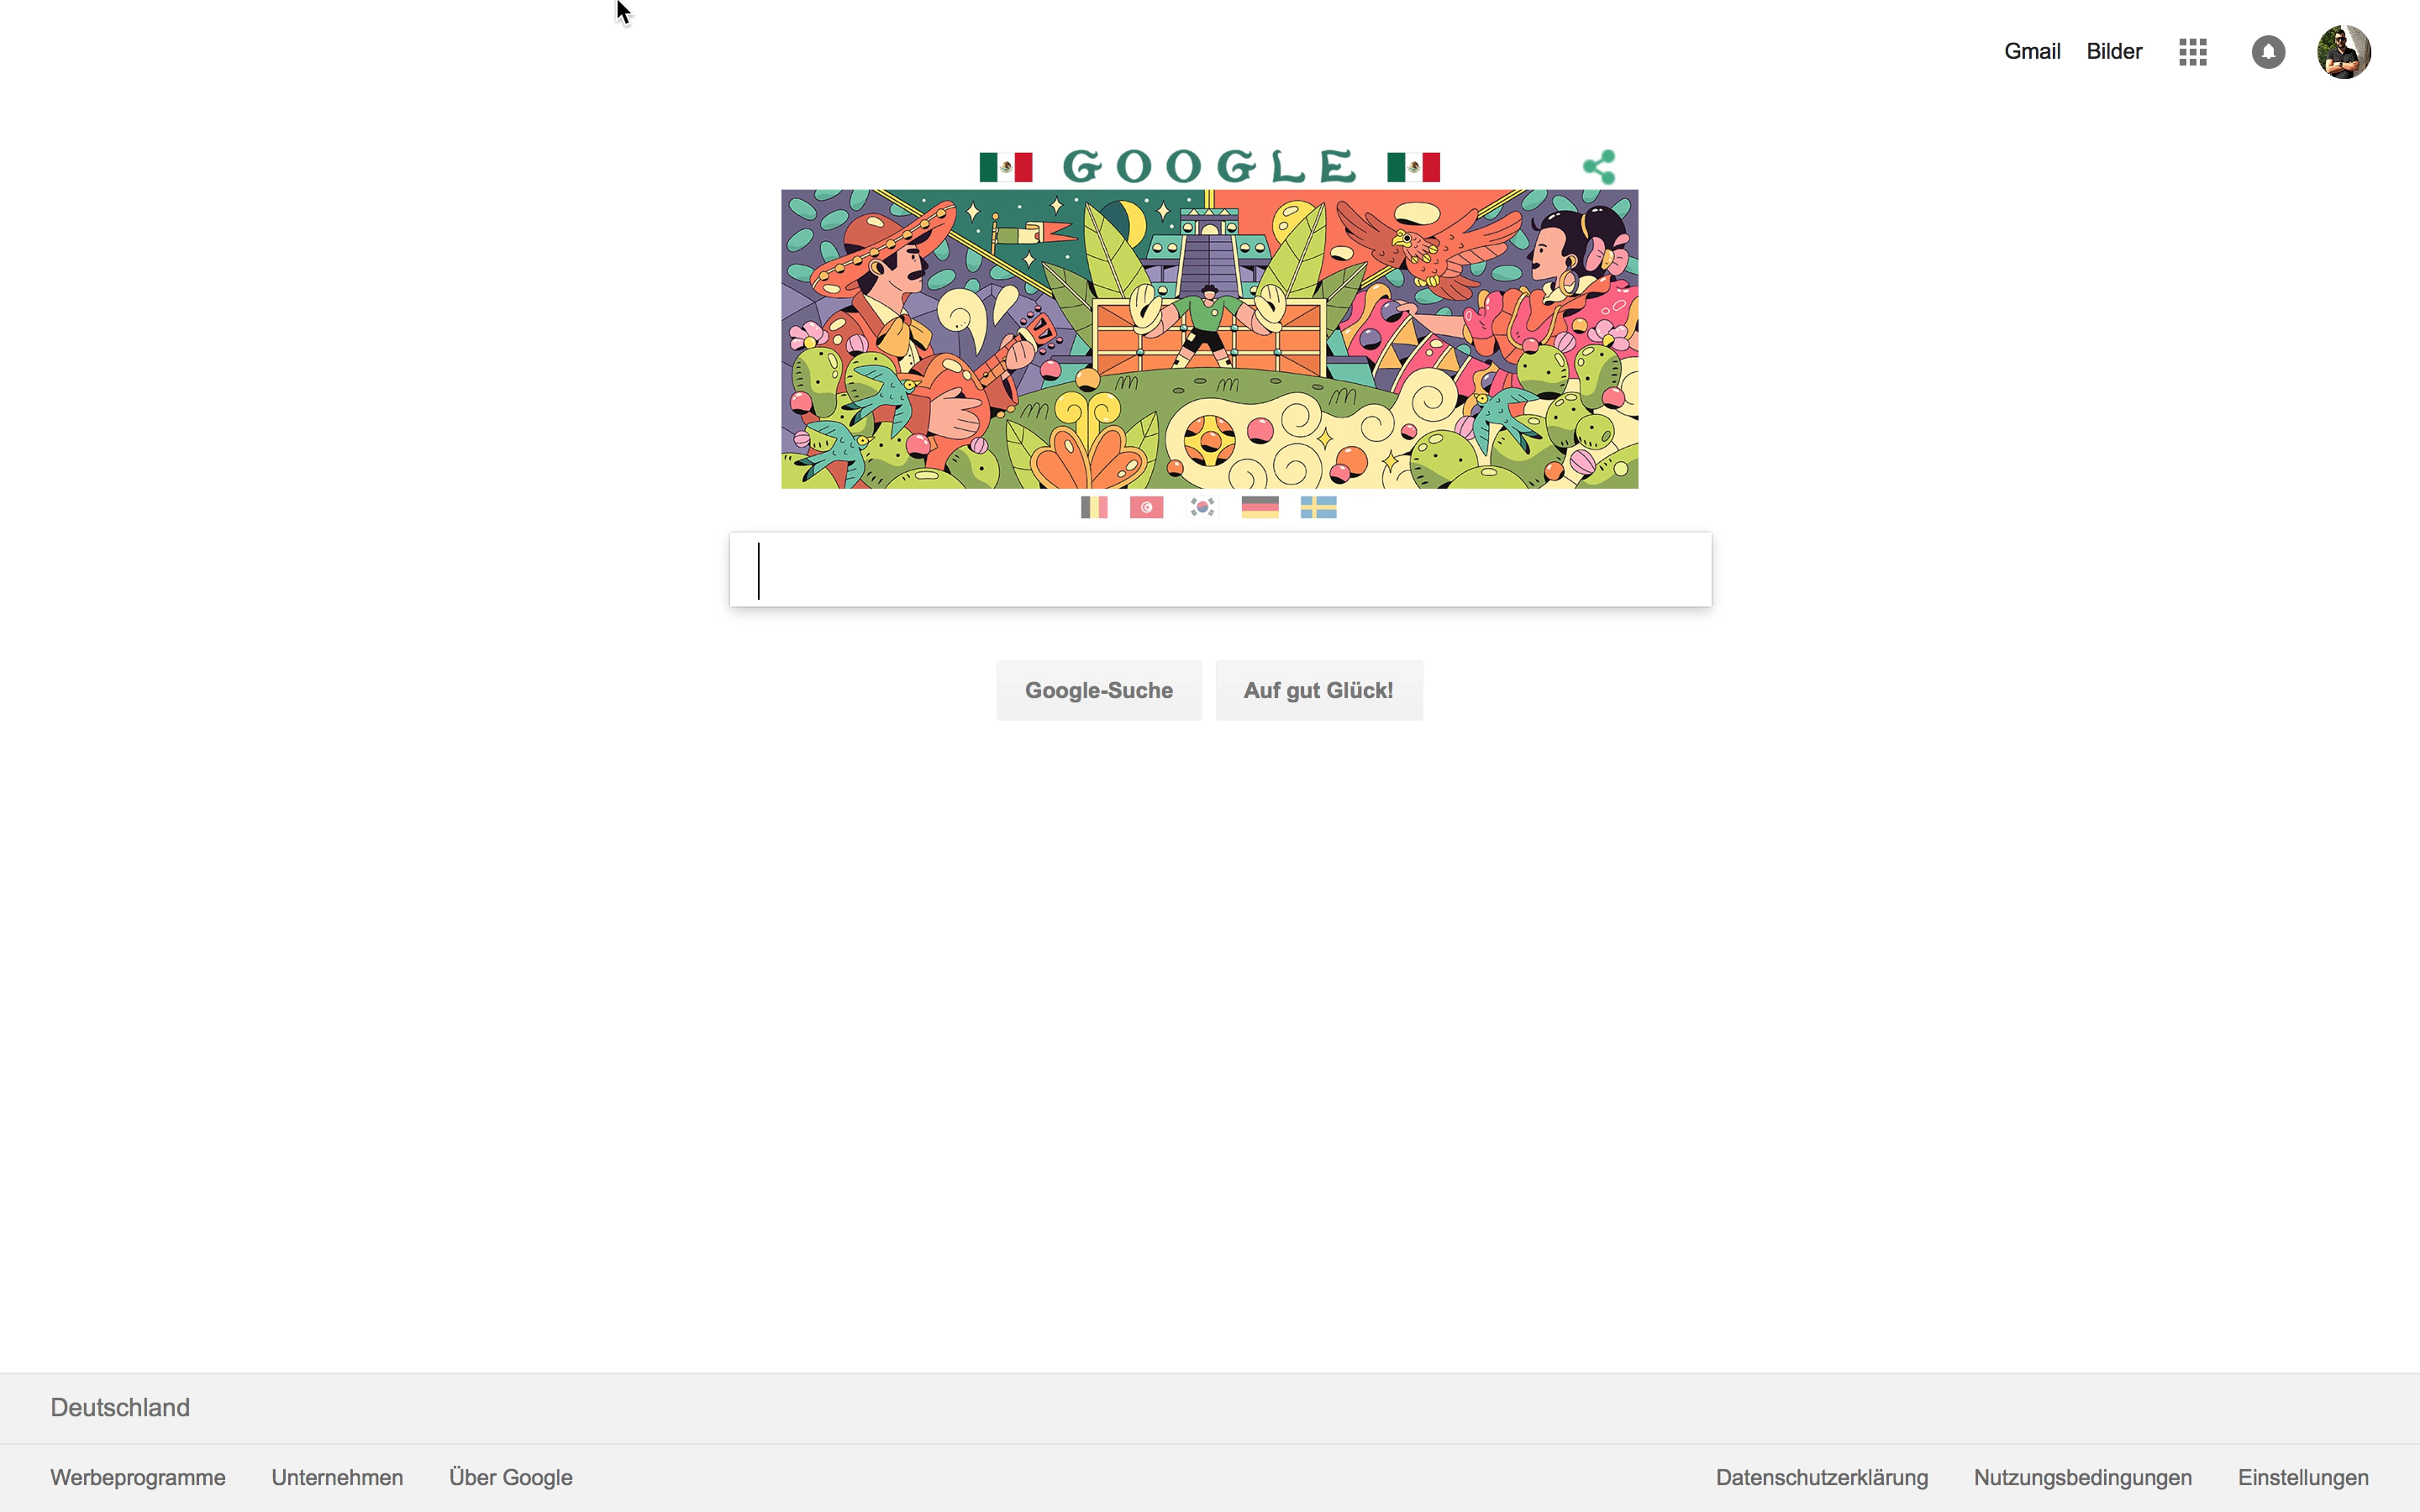 Gmail Bilder
GOOGLE
Google-Suche Auf gut Glück!
Deutschland
Werbeprogramme Unternehmen Über Google Datenschutzerklärung Nutzungsbedingungen Einstellungen